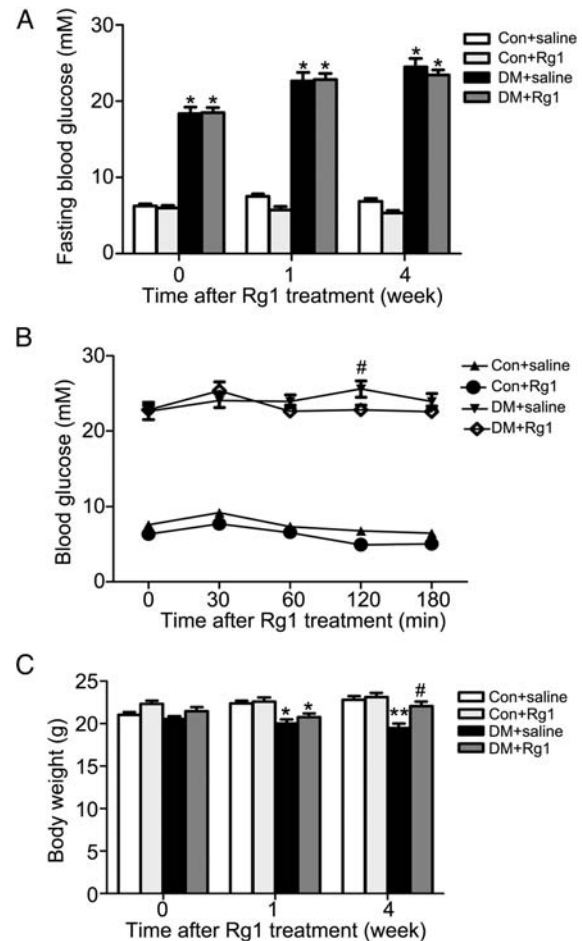 A
Fasting blood glucose (mM)
30
20
10
0
* *
* *
* *
Con+saline
Con+Rg1
DM+saline
DM+Rg1
0 1 4
Time after Rg1 treatment (week)
B
Blood glucose (mM)
30
20
10
0
#
Con+saline
Con+Rg1
DM+saline
DM+Rg1
0 30 60 120 180
Time after Rg1 treatment (min)
C
Body weight (g)
25
20
15
10
5
0
* *
** #
Con+saline
Con+Rg1
DM+saline
DM+Rg1
0 1 4
Time after Rg1 treatment (week)